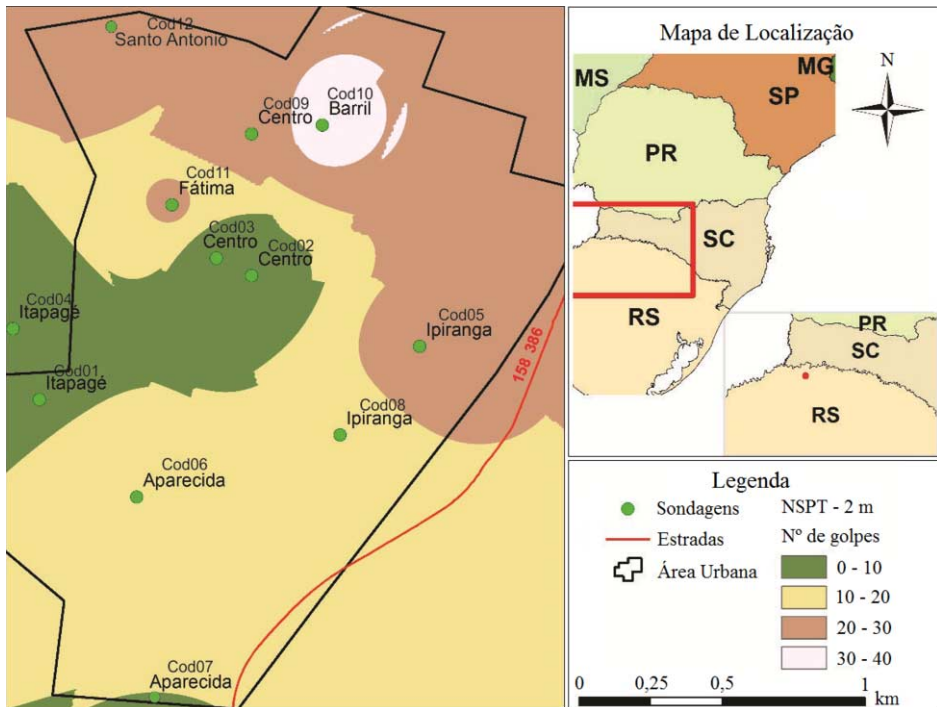 Cod12
Santo Antonio
Cod09
Centro
Cod10
Barril
Cod11
Fátima
Cod03
Centro
Cod02
Centro
Cod04
Itapagé
Cod05
Ipiranga
Cod01
Itapagé
Cod08
Ipiranga
Cod06
Aparecida
Cod07
Aparecida
158 386
Mapa de Localização
N
MS
MG
SP
PR
SC
RS
PR
SC
RS
Legenda
Sondagens
Estradas
Área Urbana
NSPT - 2 m
Nº de golpes
0 - 10
10 - 20
20 - 30
30 - 40
0 0,25 0,5 1
km